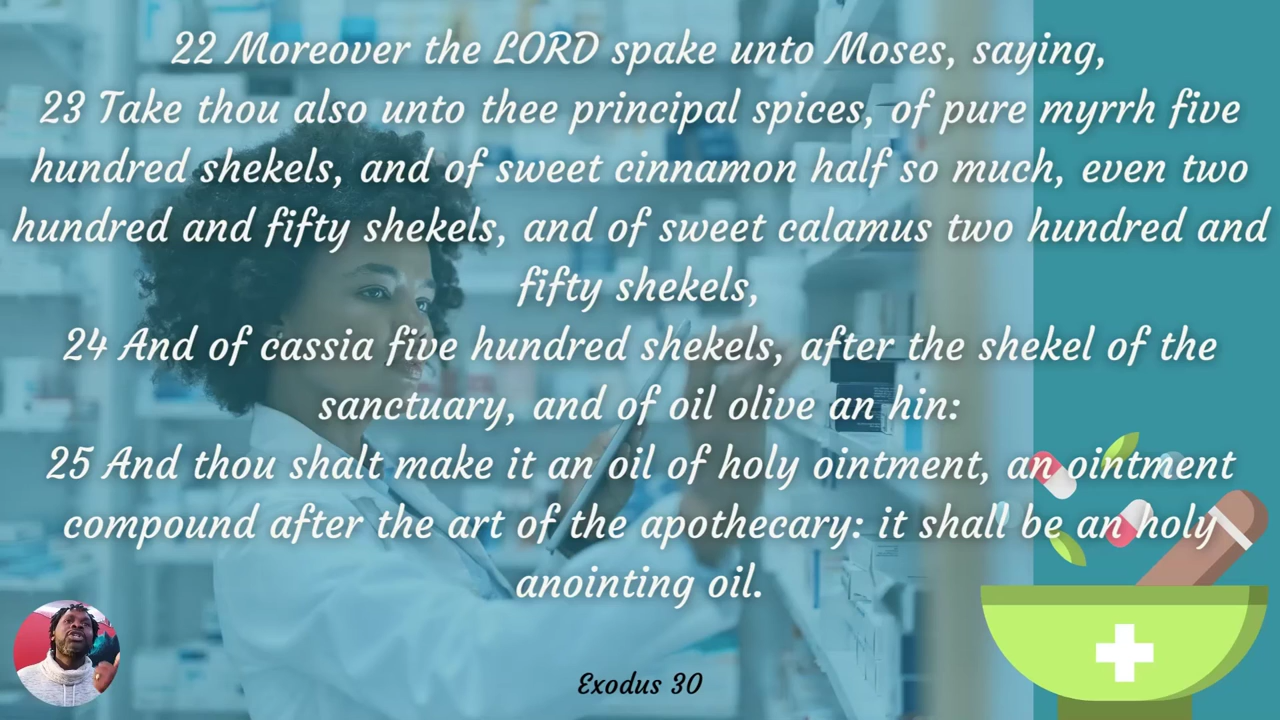 22 Moreover the LORD spake unto Moses, saying,
23 Take thou also unto thee principal spices, of pure myrrh five
hundred shekels, and of sweet cinnamon half so much, even two
hundred and fifty shekels, and of sweet calamus two hundred and
fifty shekels,
24 And of cassia five hundred shekels, after the shekel of the
sanctuary, and of oil olive an hin:
25 And thou shalt make it an oil of holy ointment, an ointment
compound after the art of the apothecary: it shall be an holy
anointing oil.
Exodus 30